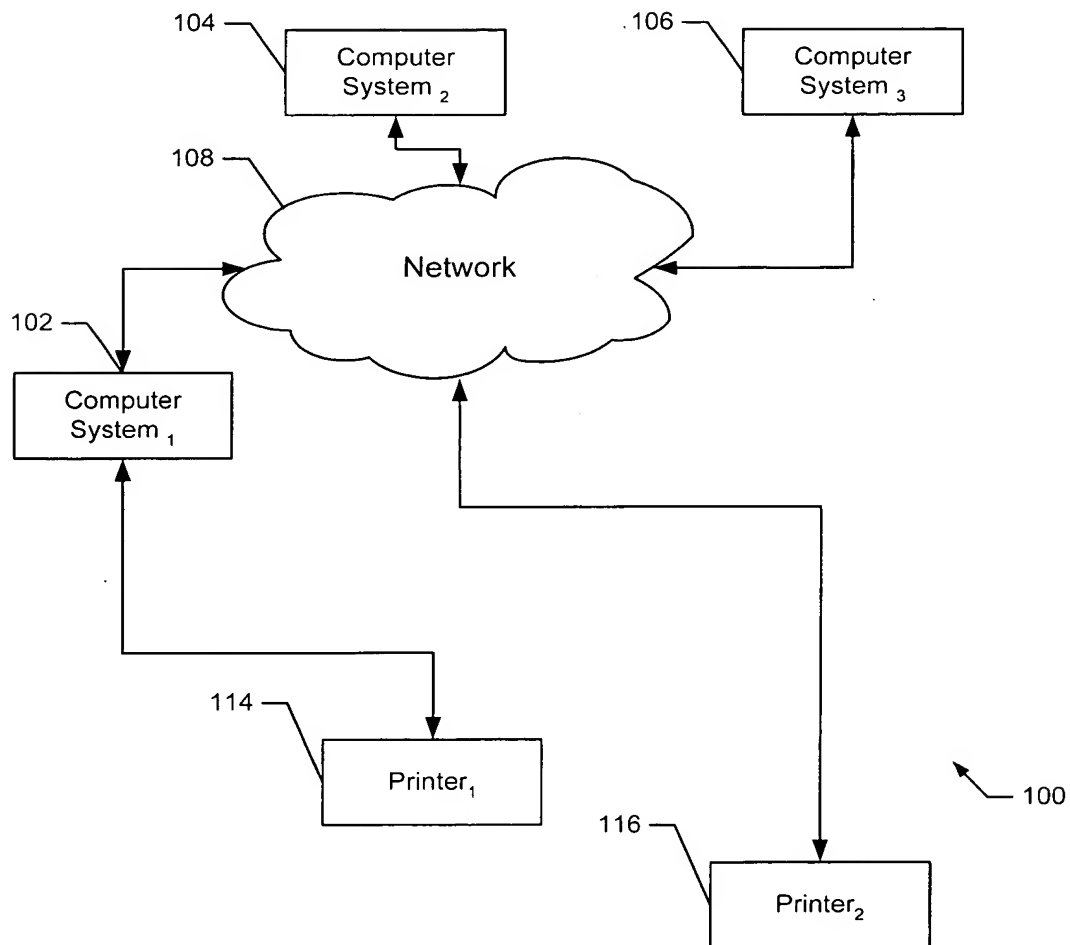 104
Computer
System 2
106
Computer
System 3
108
Network
102
Computer
System 1
114
Printer1
100
116
Printer2